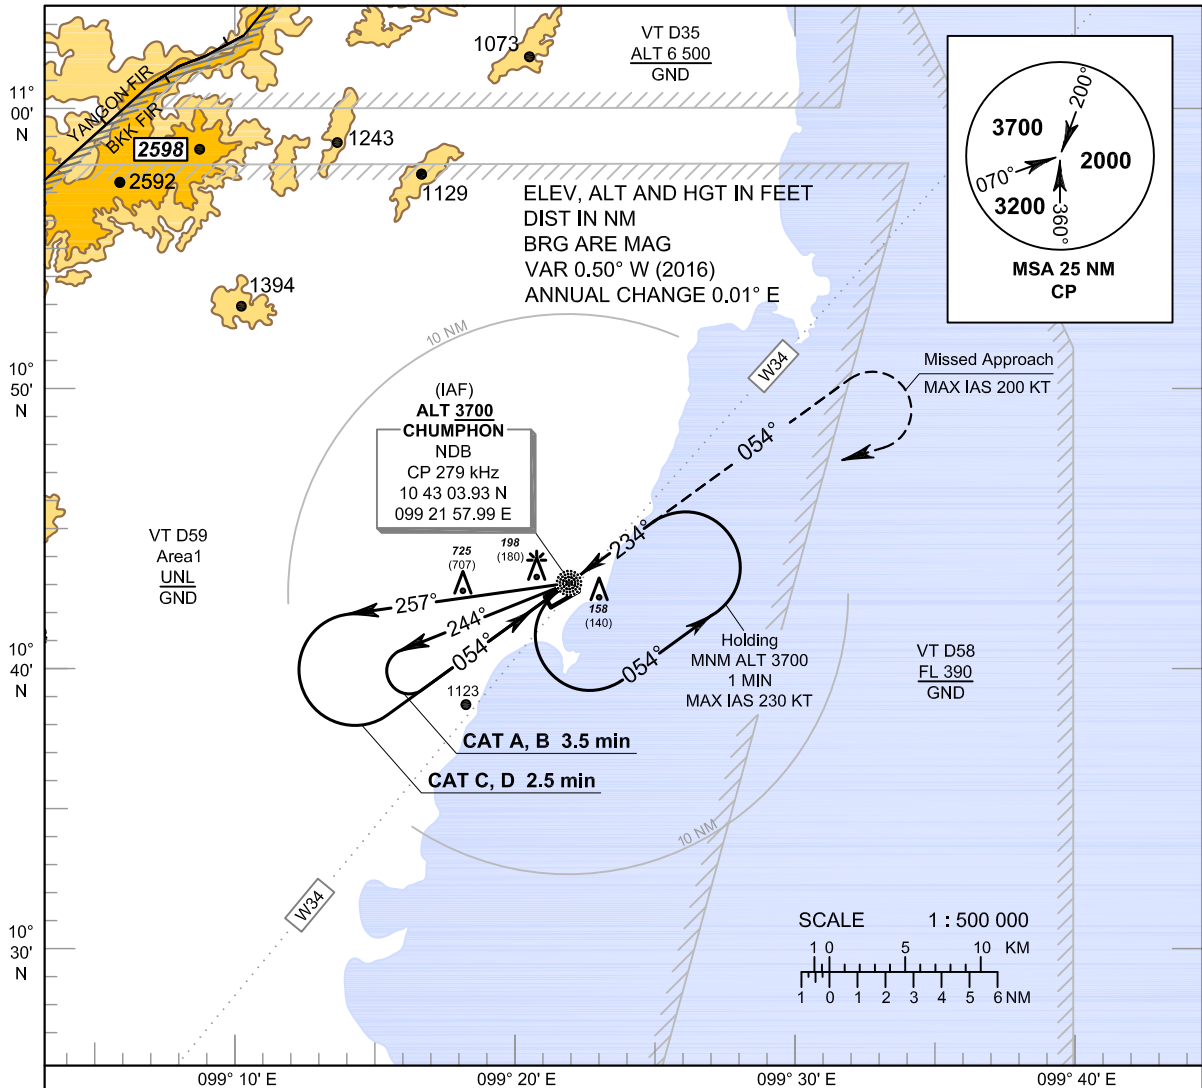 1073
VT D35
ALT 6 500
GND
11°
00'
N
YANGON FIR
BKK FIR
2598
2592
1243
1129
1394
ELEV, ALT AND HGT IN FEET
DIST IN NM
BRG ARE MAG
VAR 0.50° W (2016)
ANNUAL CHANGE 0.01° E
200°
3700
2000
070°
3200
360°
MSA 25 NM
CP
10 NM
W34
Missed Approach
MAX IAS 200 KT
10°
50'
N
(IAF)
ALT 3700
CHUMPHON
NDB
CP 279 kHz
10 43 03.93 N
099 21 57.99 E
054°
234°
VT D59
Area1
UNL
GND
725
(707)
198
(180)
158
(140)
257°
244°
054°
054°
Holding
MNM ALT 3700
1 MIN
MAX IAS 230 KT
VT D58
FL 390
GND
10°
40'
N
1123
CAT A, B 3.5 min
CAT C, D 2.5 min
10 NM
W34
10°
30'
N
SCALE 1 : 500 000
1 0 5 10 KM
1 0 1 2 3 4 5 6 NM
099° 10' E
099° 20' E
099° 30' E
099° 40' E